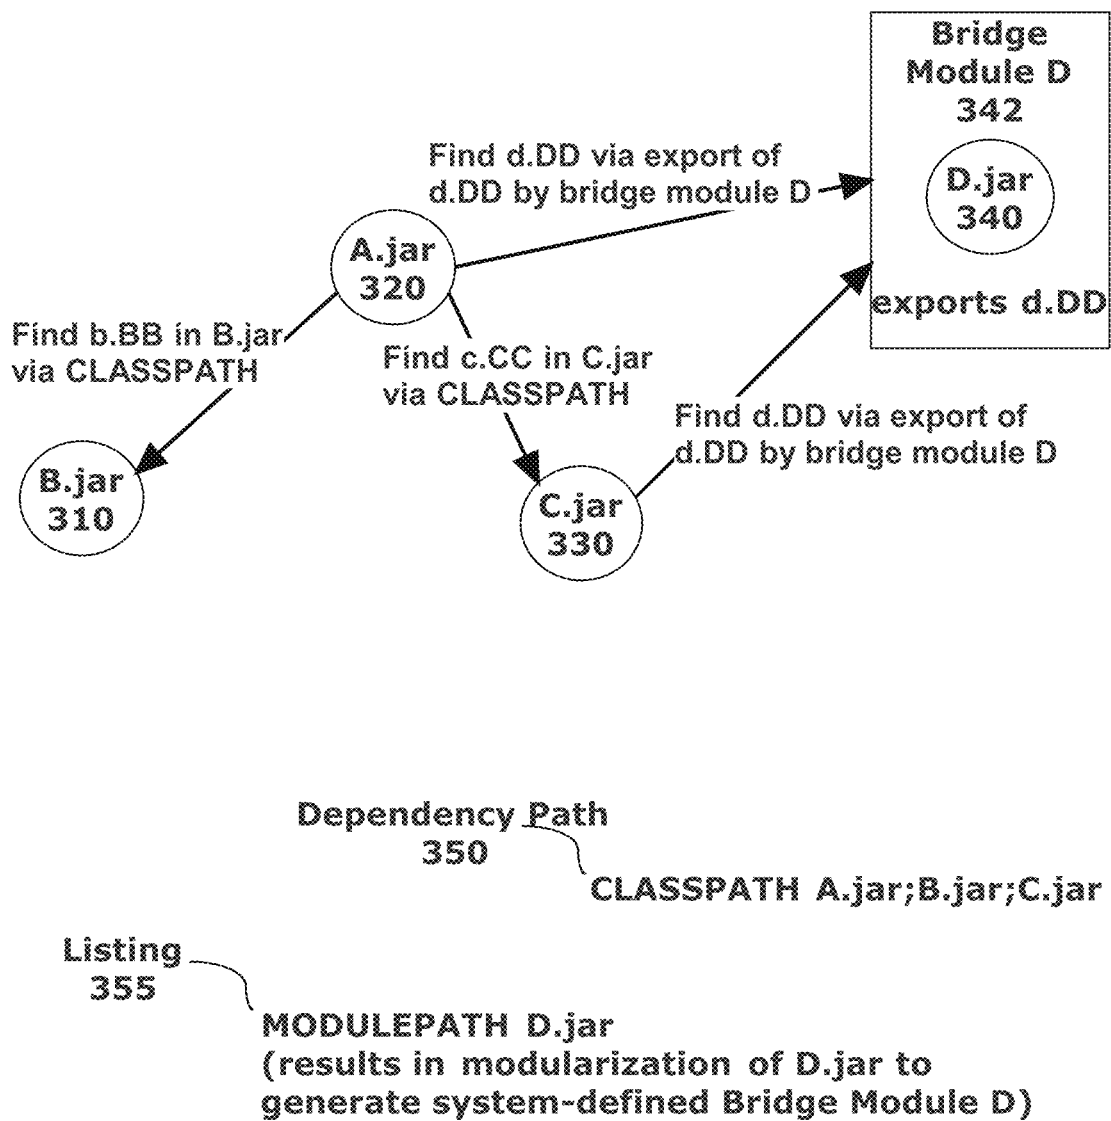 Bridge
Module D
342
D.jar
340
exports d.DD
Find d.DD via export of
d.DD by bridge module D
A.jar
320
Find b.BB in B.jar
via CLASSPATH
Find c.CC in C.jar
via CLASSPATH
Find d.DD via export of
d.DD by bridge module D
B.jar
310
C.jar
330
Dependency Path
350
CLASSPATH A.jar;B.jar;C.jar
Listing
355
MODULEPATH D.jar
(results in modularization of D.jar to
generate system-defined Bridge Module D)